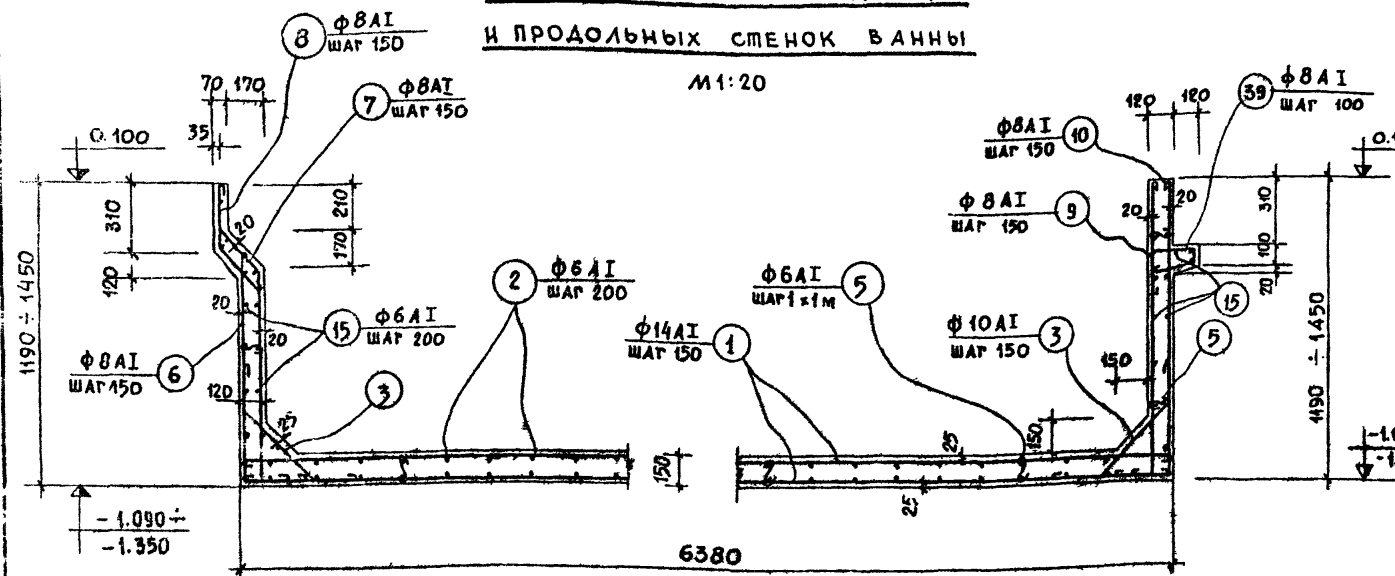 И ПРОДОЛЬНЫХ СТЕНОК ВАННЫ
М1:20
8 ф8АI
ШАГ 150
70 170
7 ф8АI
ШАГ 150
35
0.100
310
120
20
210
170
1190÷1450
20
20
15 ф6АI
ШАГ 200
ф8АI
ШАГ 150 6
120
3
2 ф6АI
ШАГ 200
ф14АI
ШАГ 150 1
ф6АI
ШАГ 1×1м 5
150
25
25
-1.090÷
-1.350
6380
120 120
39 ф8АI
ШАГ 100
ф8АI
ШАГ 150 10
ф8АI
ШАГ 150 9
20
20
310
100
20
15
ф10АI
ШАГ 150 3
150
5
150
1190 ÷ 1450